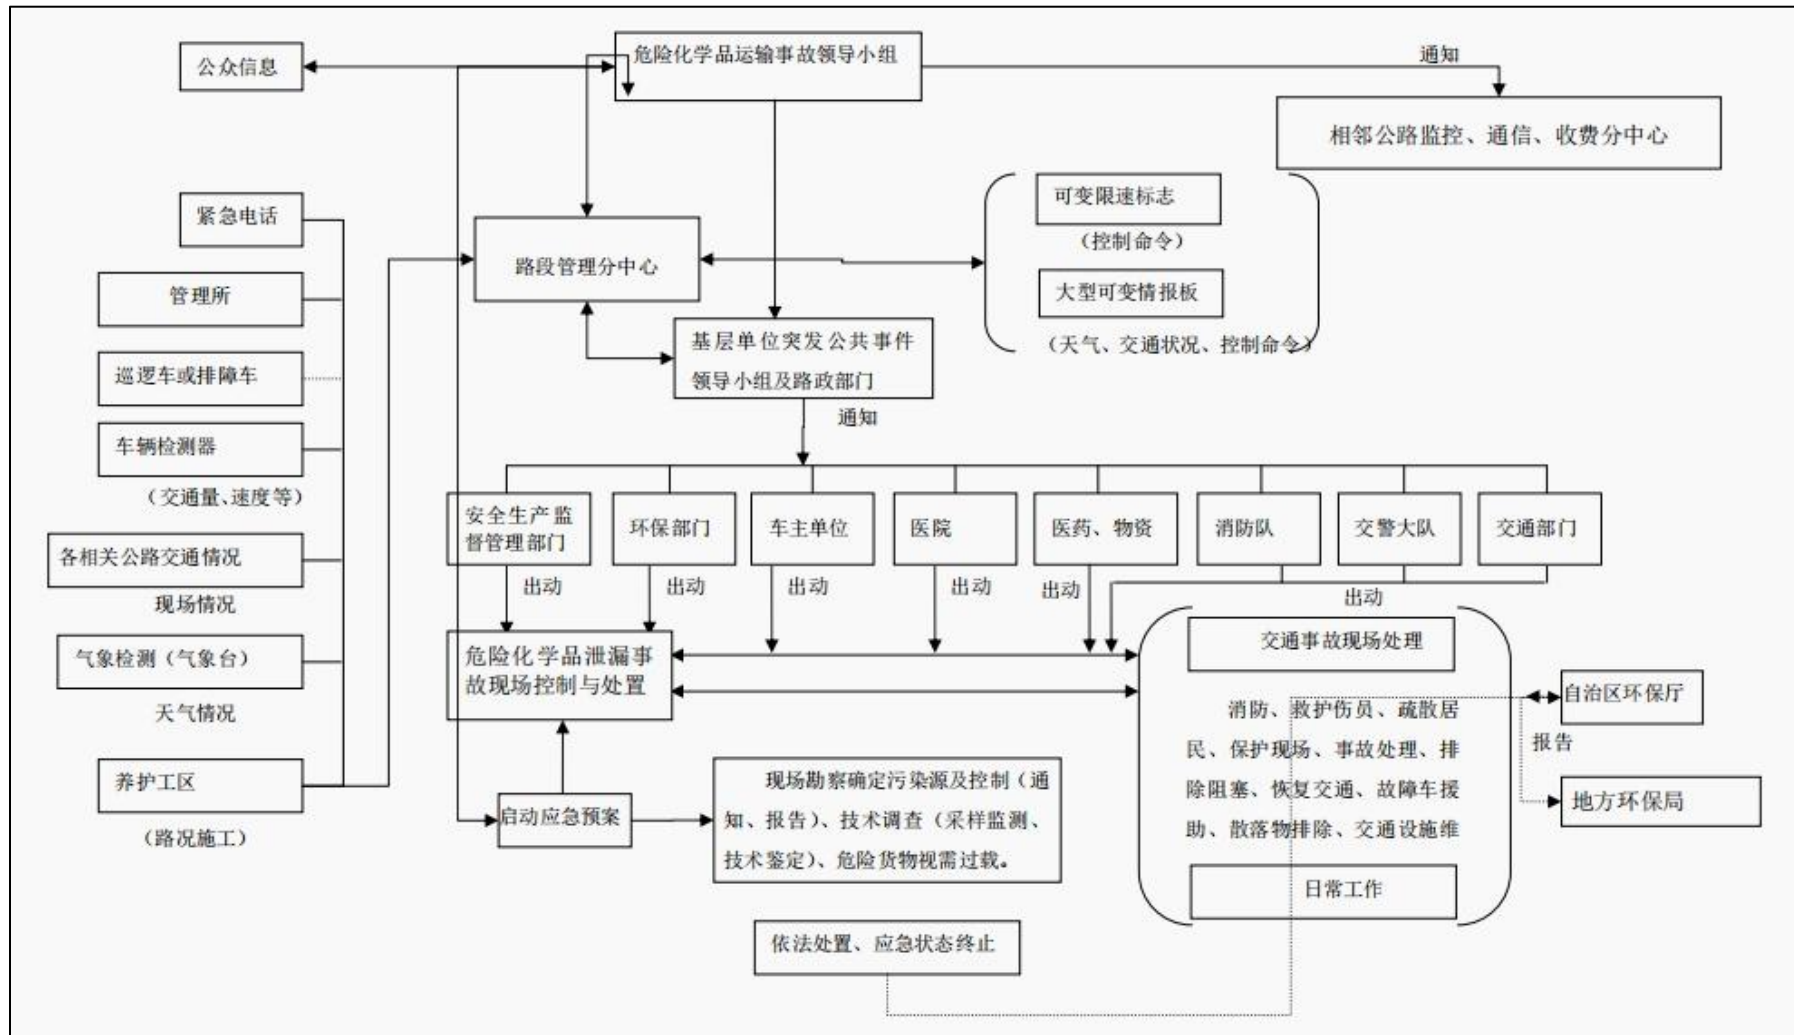 危险化学品运输事故领导小组
公众信息
通知
相邻公路监控、通信、收费分中心
紧急电话
管理所
巡逻车或排障车
车辆检测器
（交通量、速度等）
各相关公路交通情况
现场情况
气象检测（气象台）
天气情况
养护工区
（路况施工）
路段管理分中心
可变限速标志
（控制命令）
大型可变情报板
（天气、交通状况、控制命令）
基层单位突发公共事件
领导小组及路政部门
通知
安全生产监
督管理部门
环保部门
车主单位
医院
医药、物资
消防队
交警大队
交通部门
出动
出动
出动
出动
出动
出动
危险化学品泄漏事
故现场控制与处置
交通事故现场处理
消防、救护伤员、疏散居
民、保护现场、事故处理、排
除阻塞、恢复交通、故障车援
助、散落物排除、交通设施维
日常工作
自治区环保厅
报告
地方环保局
启动应急预案
现场勘察确定污染源及控制（通
知、报告）、技术调查（采样监测、
技术鉴定）、危险货物视需过载。
依法处置、应急状态终止